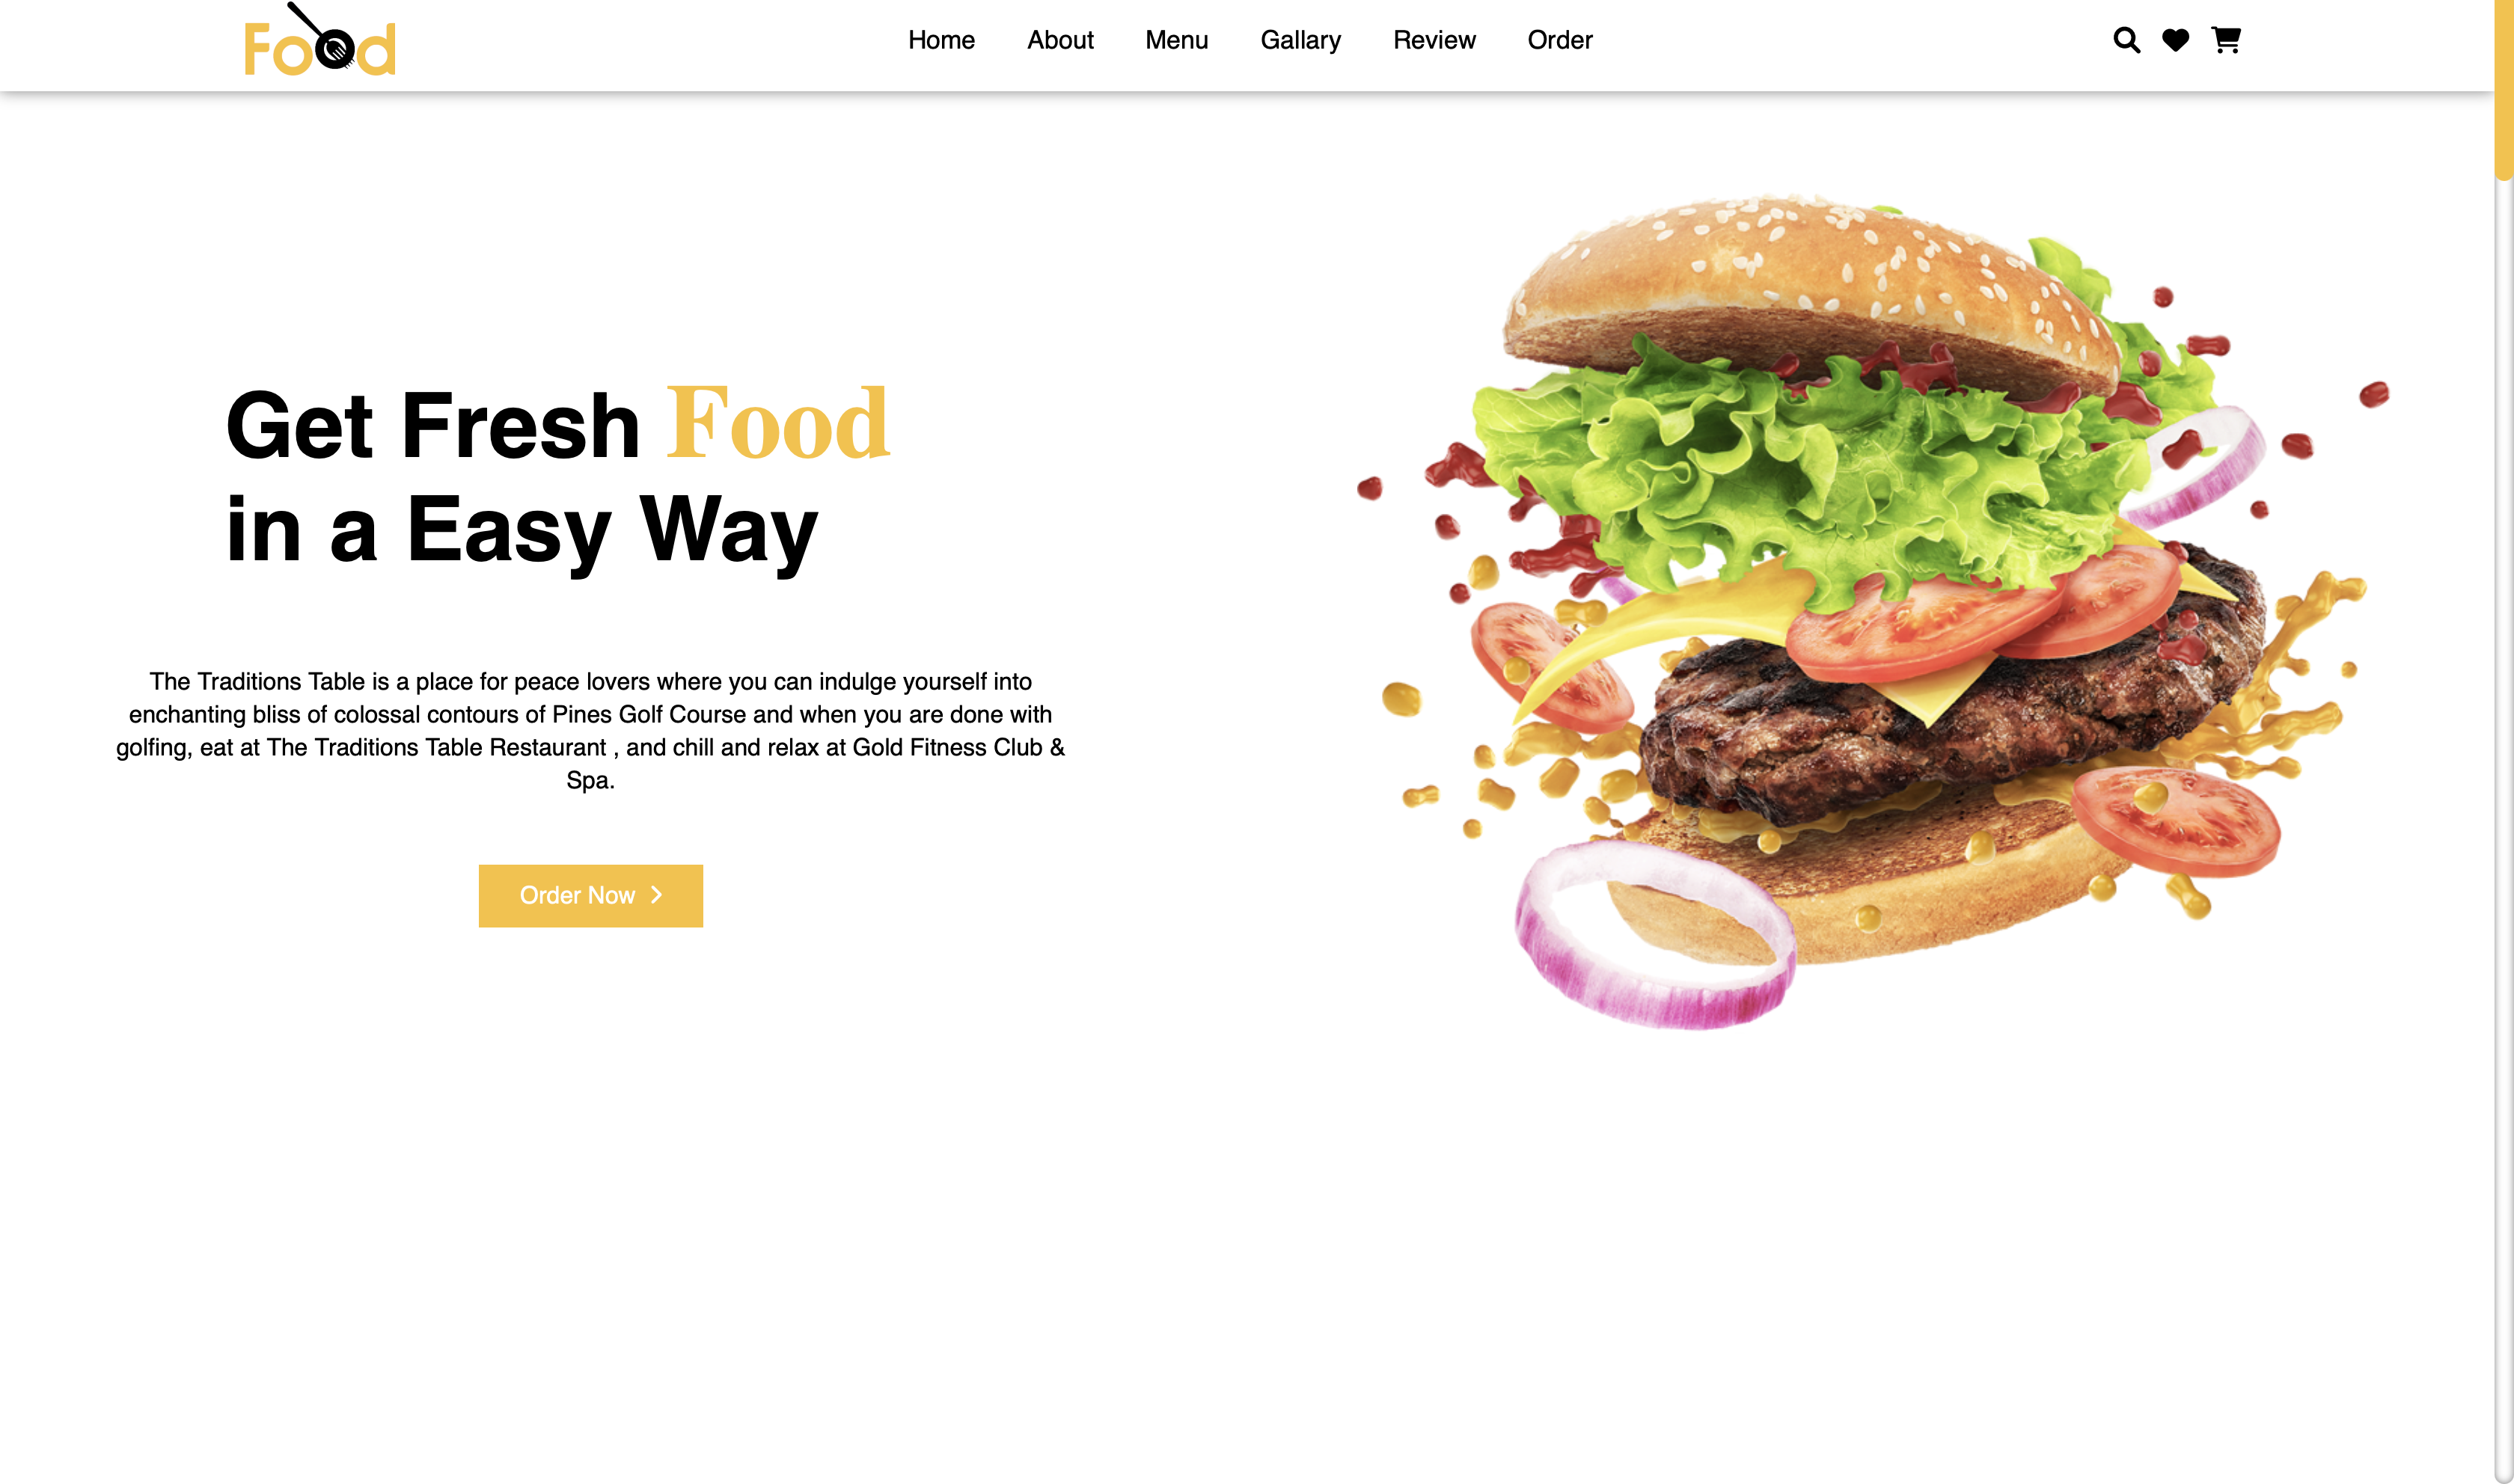 Food
Home About Menu Gallary Review Order
Get Fresh Food
in a Easy Way
The Traditions Table is a place for peace lovers where you can indulge yourself into
enchanting bliss of colossal contours of Pines Golf Course and when you are done with
golfing, eat at The Traditions Table Restaurant , and chill and relax at Gold Fitness Club &
Spa.
Order Now